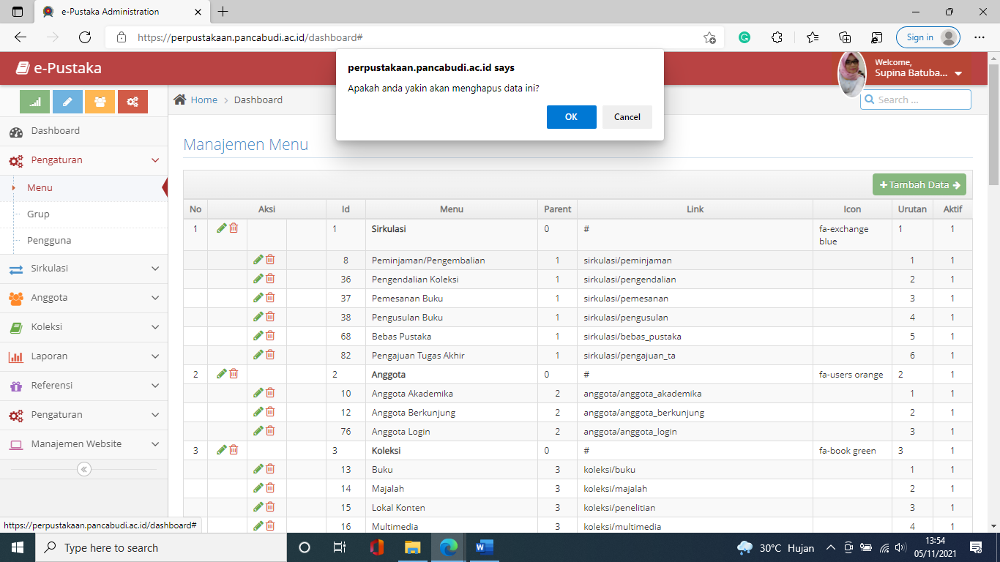 e-Pustaka Administration
https://perpustakaan.pancabudi.ac.id/dashboard#
Sign in
e-Pustaka
perpustakaan.pancabudi.ac.id says
Apakah anda yakin akan menghapus data ini?
OK Cancel
Welcome,
Supina Batuba...
Home > Dashboard
Search ...
Dashboard
Pengaturan
Menu
Grup
Pengguna
Sirkulasi
Anggota
Koleksi
Laporan
Referensi
Pengaturan
Manajemen Website
Manajemen Menu
Tambah Data
No Aksi Id Menu Parent Link Icon Urutan Aktif
1 1 Sirkulasi 0 # fa-exchange 1 1
blue
8 Peminjaman/Pengembalian 1 sirkulasi/peminjaman 1 1
36 Pengendalian Koleksi 1 sirkulasi/pengendalian 2 1
37 Pemesanan Buku 1 sirkulasi/pemesanan 3 1
38 Pengusulan Buku 1 sirkulasi/pengusulan 4 1
68 Bebas Pustaka 1 sirkulasi/bebas_pustaka 5 1
82 Pengajuan Tugas Akhir 1 sirkulasi/pengajuan_ta 6 1
2 2 Anggota 0 # fa-users orange 2 1
10 Anggota Akademika 2 anggota/anggota_akademika 1 1
12 Anggota Berkunjung 2 anggota/anggota_berkunjung 2 1
76 Anggota Login 2 anggota/anggota_login 3 1
3 3 Koleksi 0 # fa-book green 3 1
13 Buku 3 koleksi/buku 1 1
14 Majalah 3 koleksi/majalah 2 1
15 Lokal Konten 3 koleksi/penelitian 3 1
16 Multimedia 3 koleksi/multimedia 4 1
https://perpustakaan.pancabudi.ac.id/dashboard#
Type here to search
30°C Hujan
13:54
05/11/2021